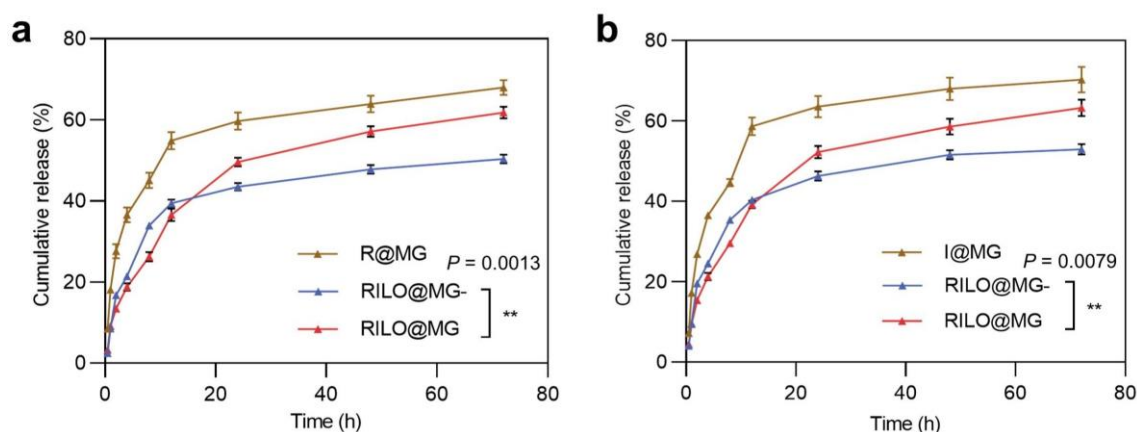 a
80
60
40
20
0
0 20 40 60 80
Cumulative release (%)
Time (h)
R@MG
P = 0.0013
RILO@MG-
**
RILO@MG
b
80
60
40
20
0
0 20 40 60 80
Cumulative release (%)
Time (h)
I@MG
P = 0.0079
RILO@MG-
**
RILO@MG